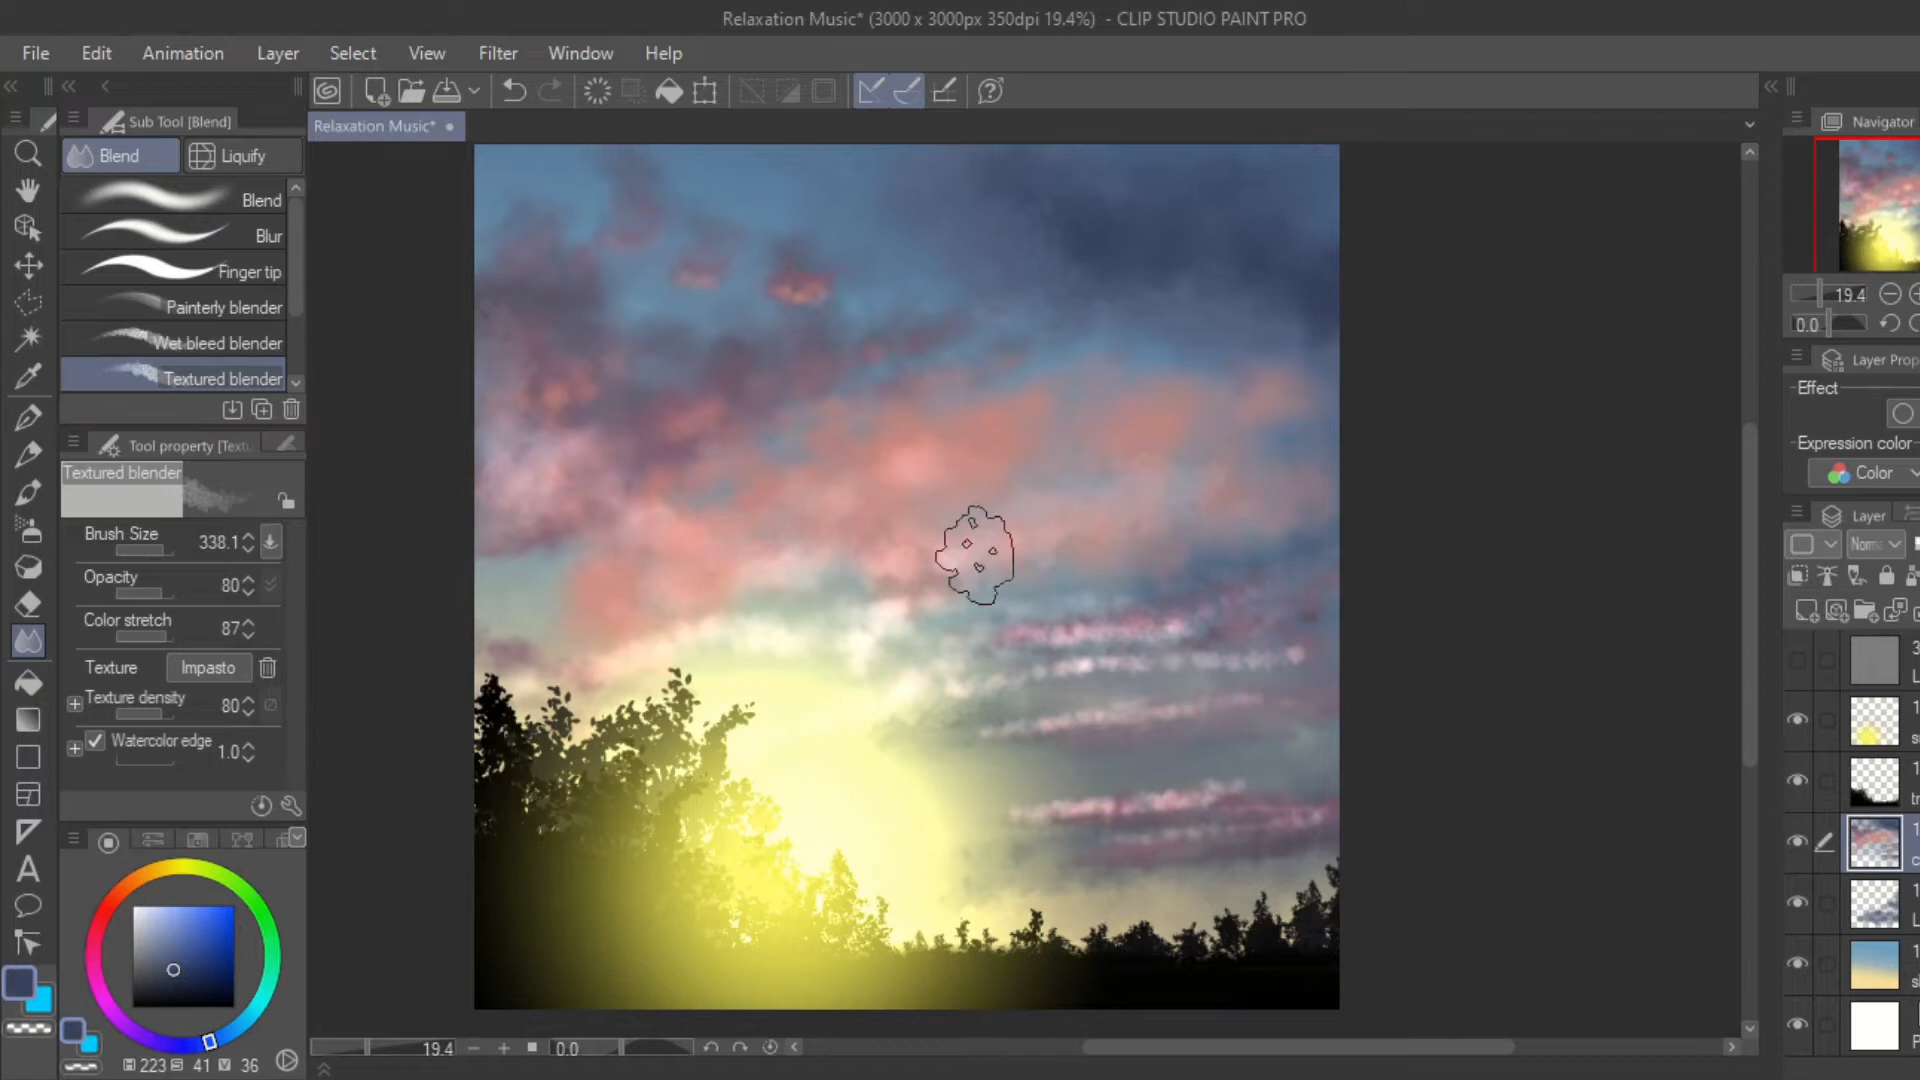 Relaxation Music* (3000 x 3000px 350dpi 19.4%) - CLIP STUDIO PAINT PRO
File Edit Animation Layer Select View Filter Window Help
Sub Tool [Blend]
Relaxation Music*
Navigator
Blend Liquify
Blend
Blur
Finger tip
Painterly blender
Wet bleed blender
Textured blender
19.4
0.0
Layer Prop
Effect
Expression color
Color
Tool property [Textu
Textured blender
Brush Size 338.1
Opacity 80
Color stretch 87
Texture Impasto
Texture density 80
Watercolor edge 1.0
Layer
Norm
H 223 S 41 V 36
19.4 0.0